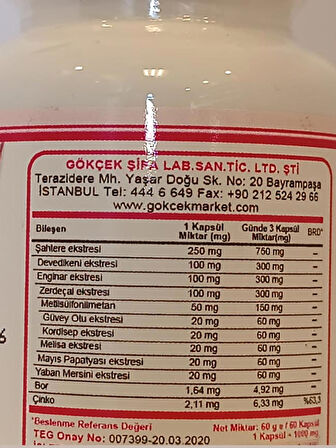 GÖKÇEK ŞİFA LAB.SAN.TİC. LTD. ŞTİ
Terazidere Mh. Yaşar Doğu Sk. No: 20 Bayrampaşa
İSTANBUL Tel: 444 6 649 Fax: +90 212 524 29 66
www.gokcekmarket.com
Bileşen 1 Kapsül Miktar (mg) Günde 3 Kapsül Miktar(mg) BRD*
Şahtere ekstresi 250 mg 750 mg –
Devedikeni ekstresi 100 mg 300 mg –
Enginar ekstresi 100 mg 300 mg –
Zerdeçal ekstresi 100 mg 300 mg –
Metilsülfonilmetan 50 mg 150 mg –
Güvey Otu ekstresi 20 mg 60 mg –
Kordisep ekstresi 20 mg 60 mg –
Melisa ekstresi 20 mg 60 mg –
Mayıs Papatyası ekstresi 20 mg 60 mg –
Yaban Mersini ekstresi 20 mg 60 mg –
Bor 1,64 mg 4,92 mg –
Çinko 2,11 mg 6,33 mg %63,3
*Beslenme Referans Değeri Net Miktar: 60 g e / 60 Kapsül
TEG Onay No: 007399-20.03.2020 1 Kapsül - 1000 mg